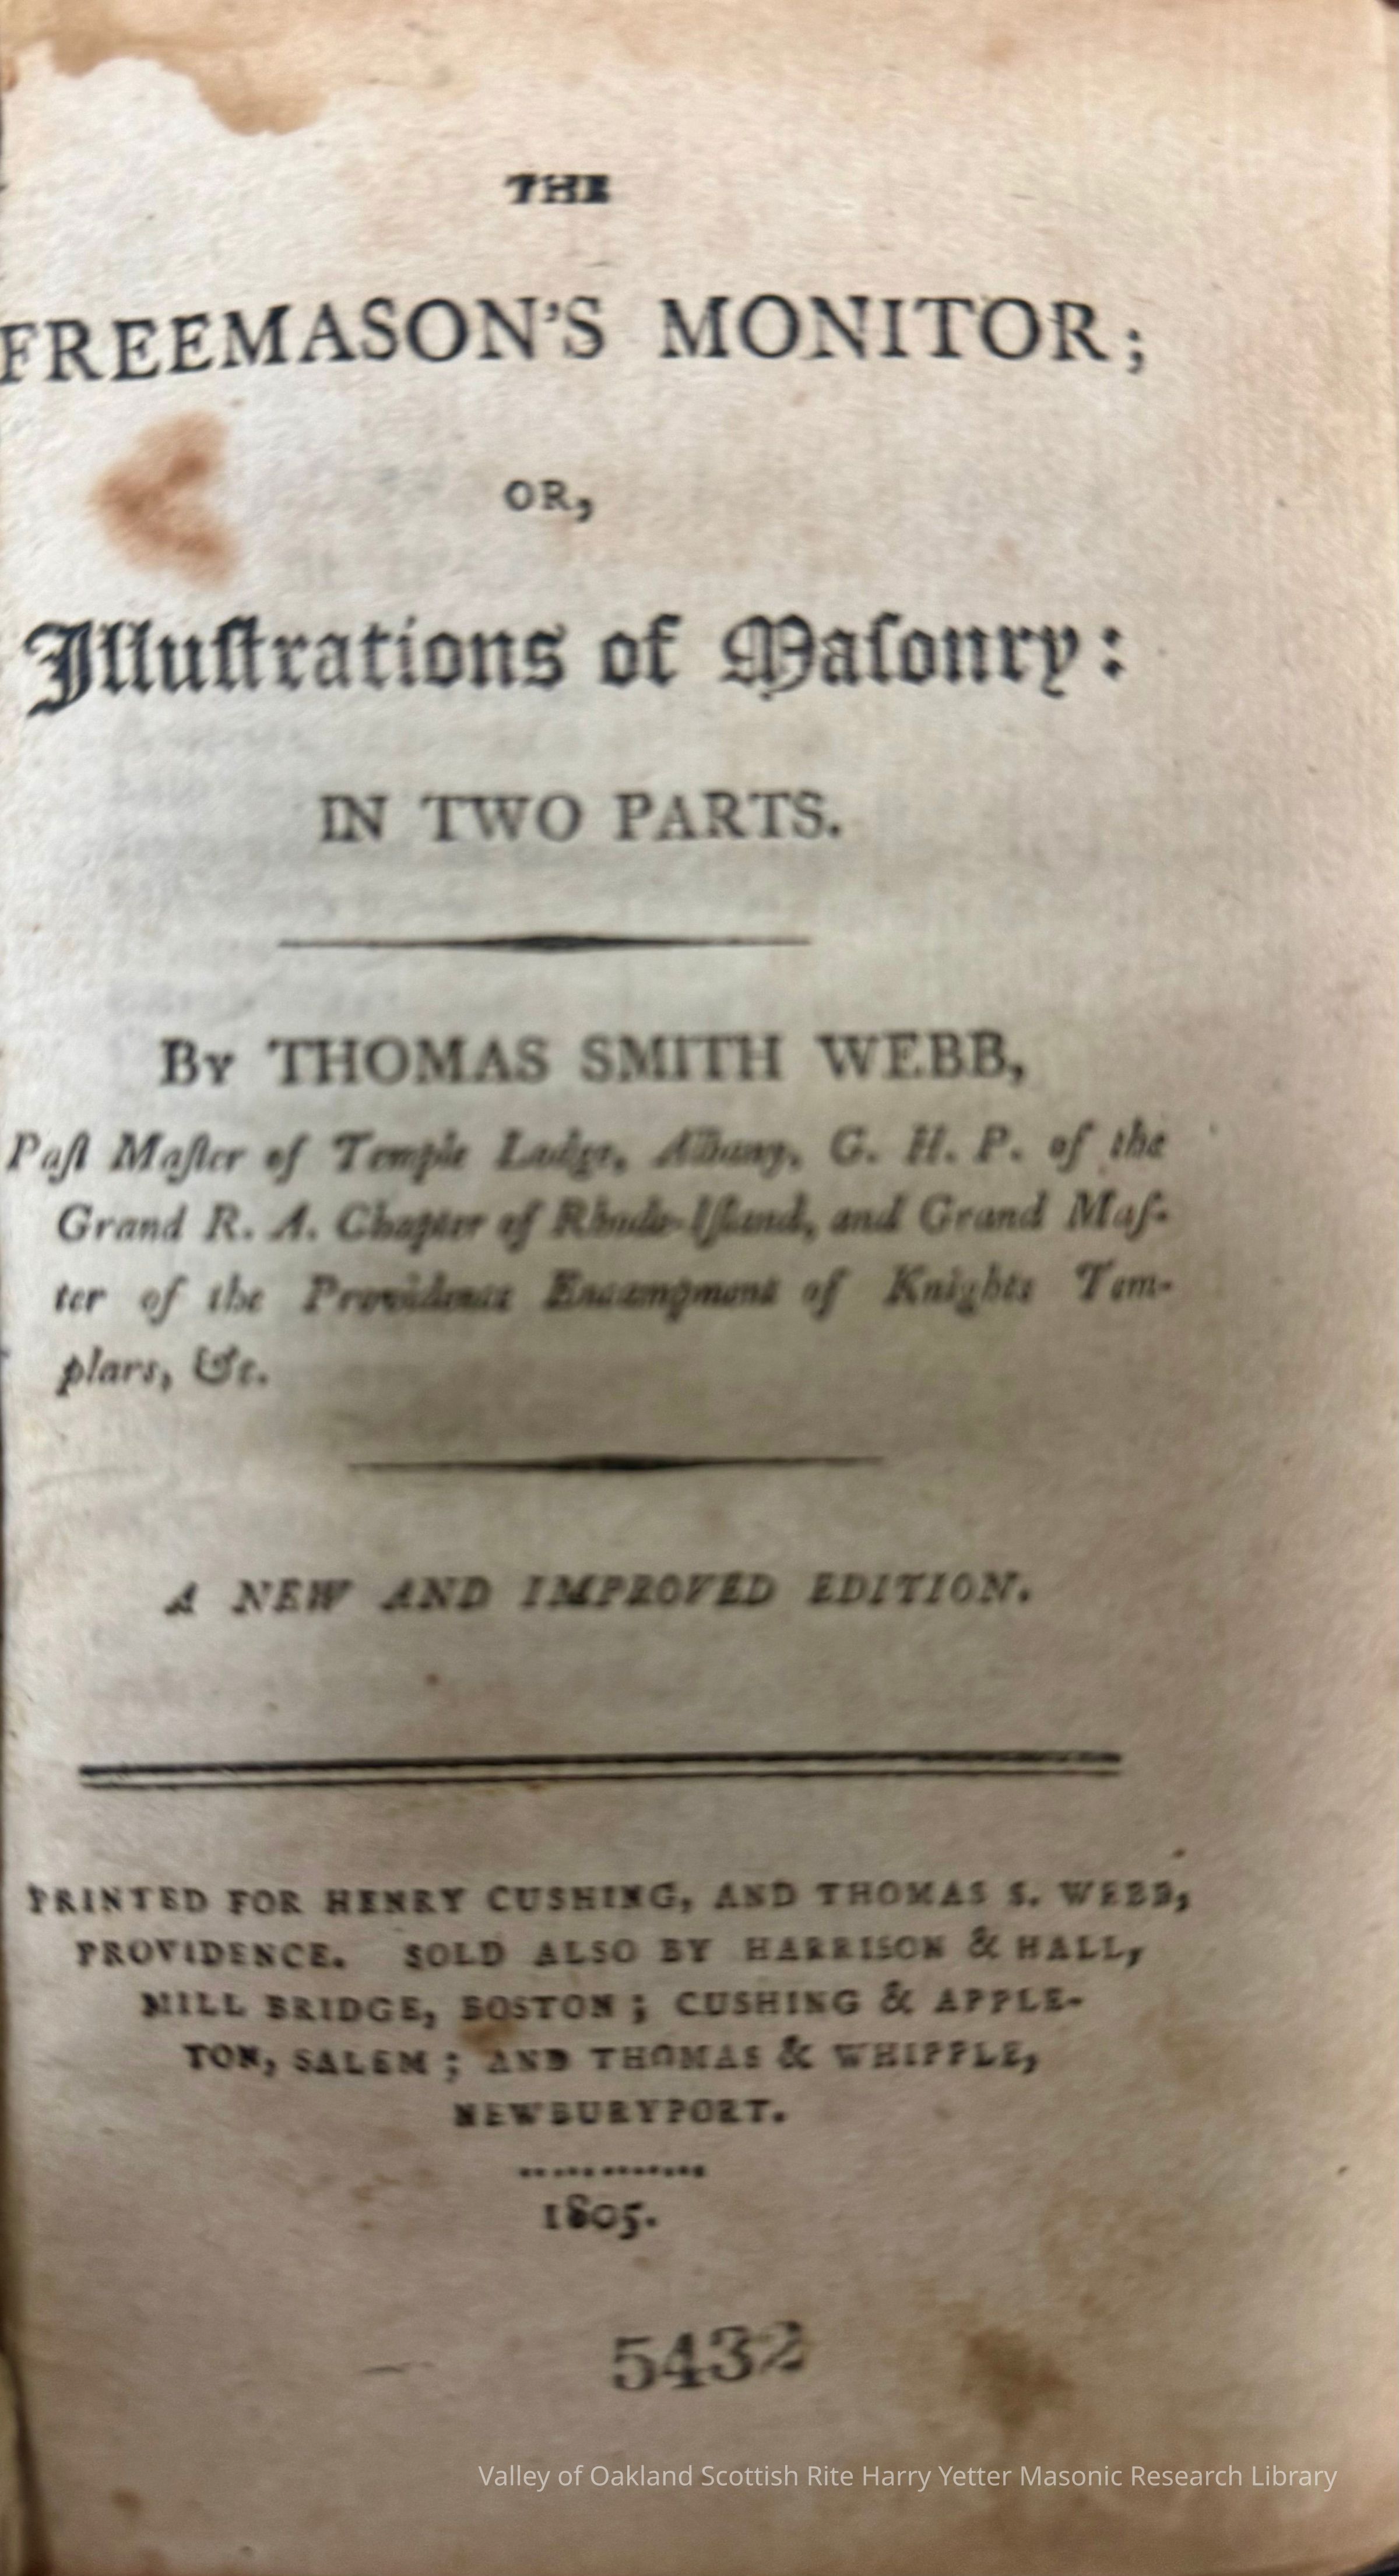 THE
FREEMASON'S MONITOR;
OR,
Illuſtrations of Maſonry:
IN TWO PARTS.
By THOMAS SMITH WEBB,
Paſt Maſter of Temple Lodge, Albany, G. H. P. of the
Grand R. A. Chapter of Rhode-Iſland, and Grand Maſ-
ter of the Providence Encampment of Knights Tem-
plars, &c.
A NEW AND IMPROVED EDITION.
PRINTED FOR HENRY CUSHING, AND THOMAS S. WEBB,
PROVIDENCE. SOLD ALSO BY HARRISON & HALL,
MILL BRIDGE, BOSTON; CUSHING & APPLE-
TON, SALEM; AND THOMAS & WHIPPLE,
NEWBURYPORT.
1805.
5432
Valley of Oakland Scottish Rite Harry Yetter Masonic Research Library